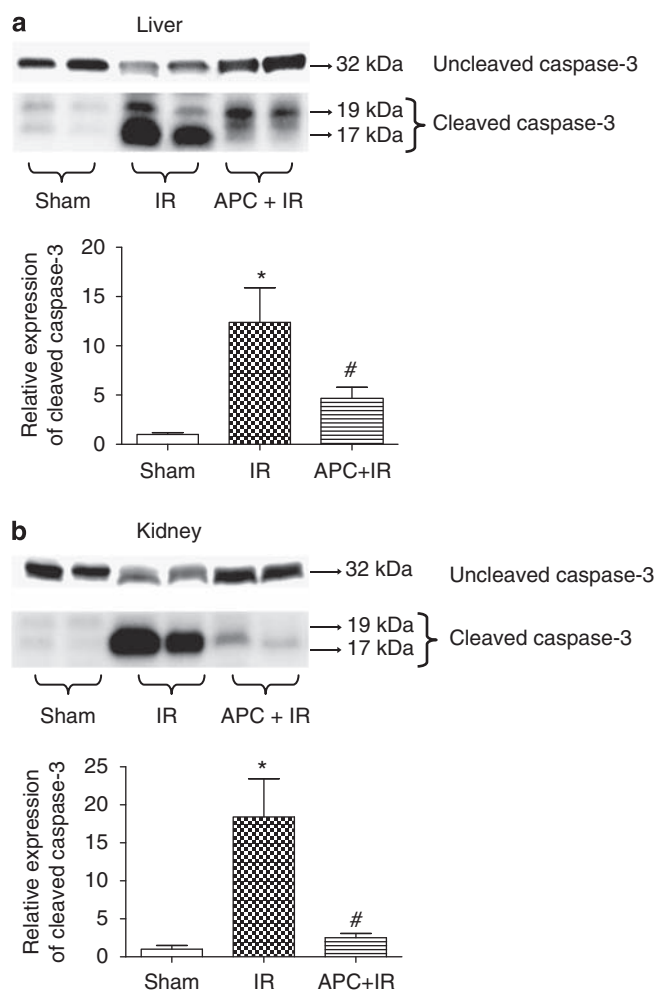 a Liver
32 kDa Uncleaved caspase-3
19 kDa
17 kDa
Cleaved caspase-3
Sham IR APC + IR
Relative expression
of cleaved caspase-3
20
15
10
5
0
*
#
Sham IR APC+IR
b Kidney
32 kDa Uncleaved caspase-3
19 kDa
17 kDa
Cleaved caspase-3
Sham IR APC + IR
Relative expression
of cleaved caspase-3
25
20
15
10
5
0
*
#
Sham IR APC+IR